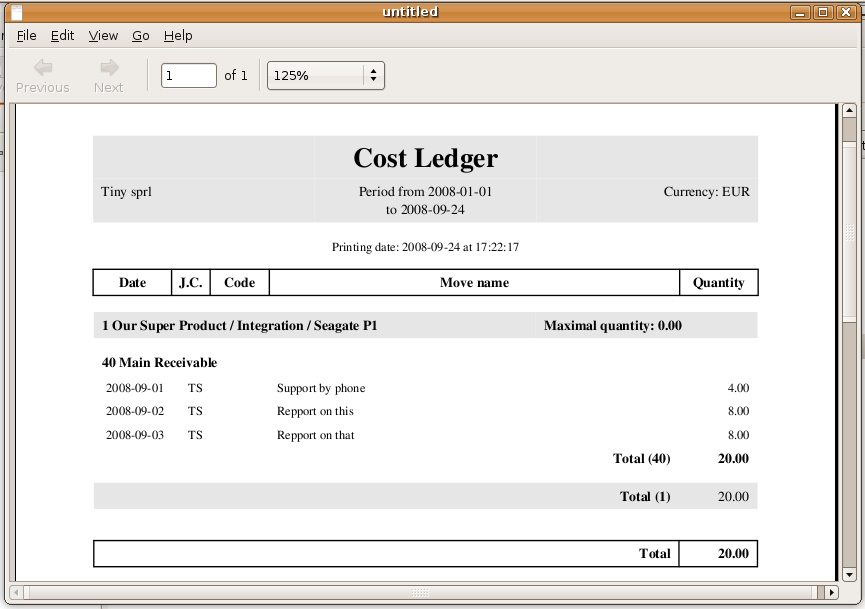 untitled
File Edit View Go Help
Previous Next 1 of 1 125%
Cost Ledger
Tiny sprl Period from 2008-01-01 Currency: EUR
to 2008-09-24
Printing date: 2008-09-24 at 17:22:17
Date J.C. Code Move name Quantity
1 Our Super Product / Integration / Seagate P1 Maximal quantity: 0.00
40 Main Receivable
2008-09-01 TS Support by phone 4.00
2008-09-02 TS Repport on this 8.00
2008-09-03 TS Repport on that 8.00
Total (40) 20.00
Total (1) 20.00
Total 20.00